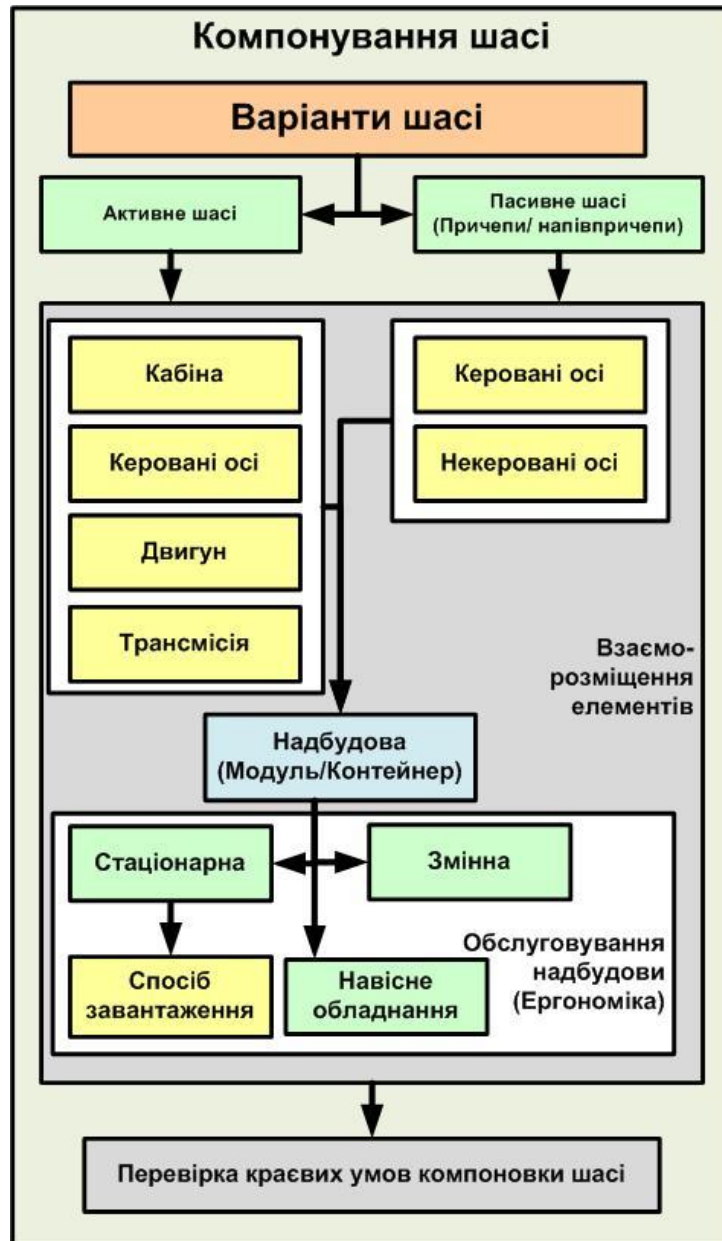 Компонування шасі
Варіанти шасі
Активне шасі
Пасивне шасі
(Причепи/ напівпричепи)
Кабіна
Керовані осі
Двигун
Трансмісія
Керовані осі
Некеровані осі
Взаємо-
розміщення
елементів
Надбудова
(Модуль/Контейнер)
Стаціонарна
Змінна
Спосіб
завантаження
Навісне
обладнання
Обслуговування
надбудови
(Ергономіка)
Перевірка краєвих умов компоновки шасі